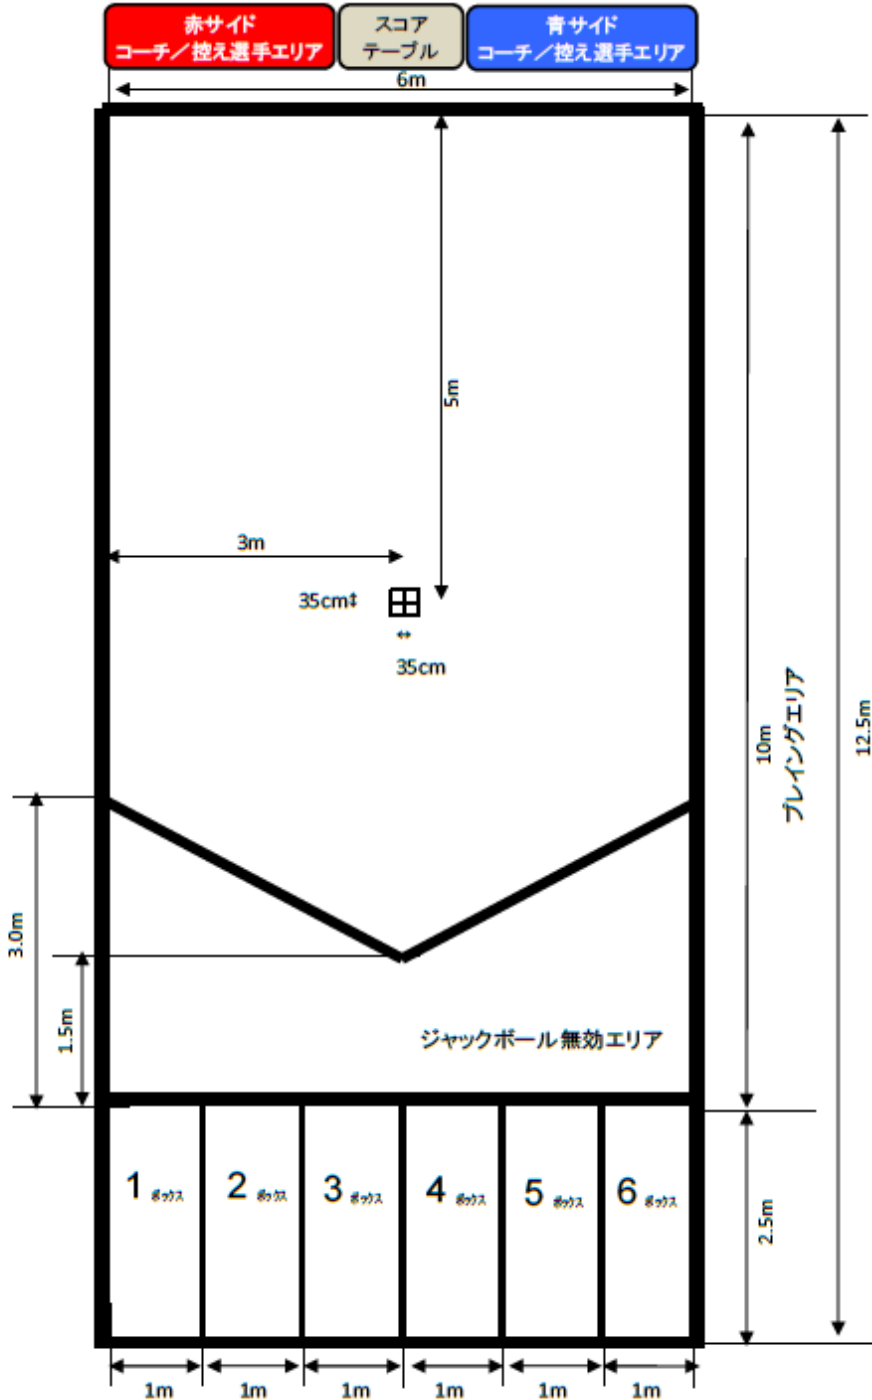 赤サイド
コーチ／控え選手エリア
スコア
テーブル
青サイド
コーチ／控え選手エリア
6m
5m
3m
35cm↕
↔
35cm
10m
プレイングエリア
12.5m
3.0m
1.5m
ジャックボール無効エリア
1 ボックス
2 ボックス
3 ボックス
4 ボックス
5 ボックス
6 ボックス
2.5m
1m
1m
1m
1m
1m
1m